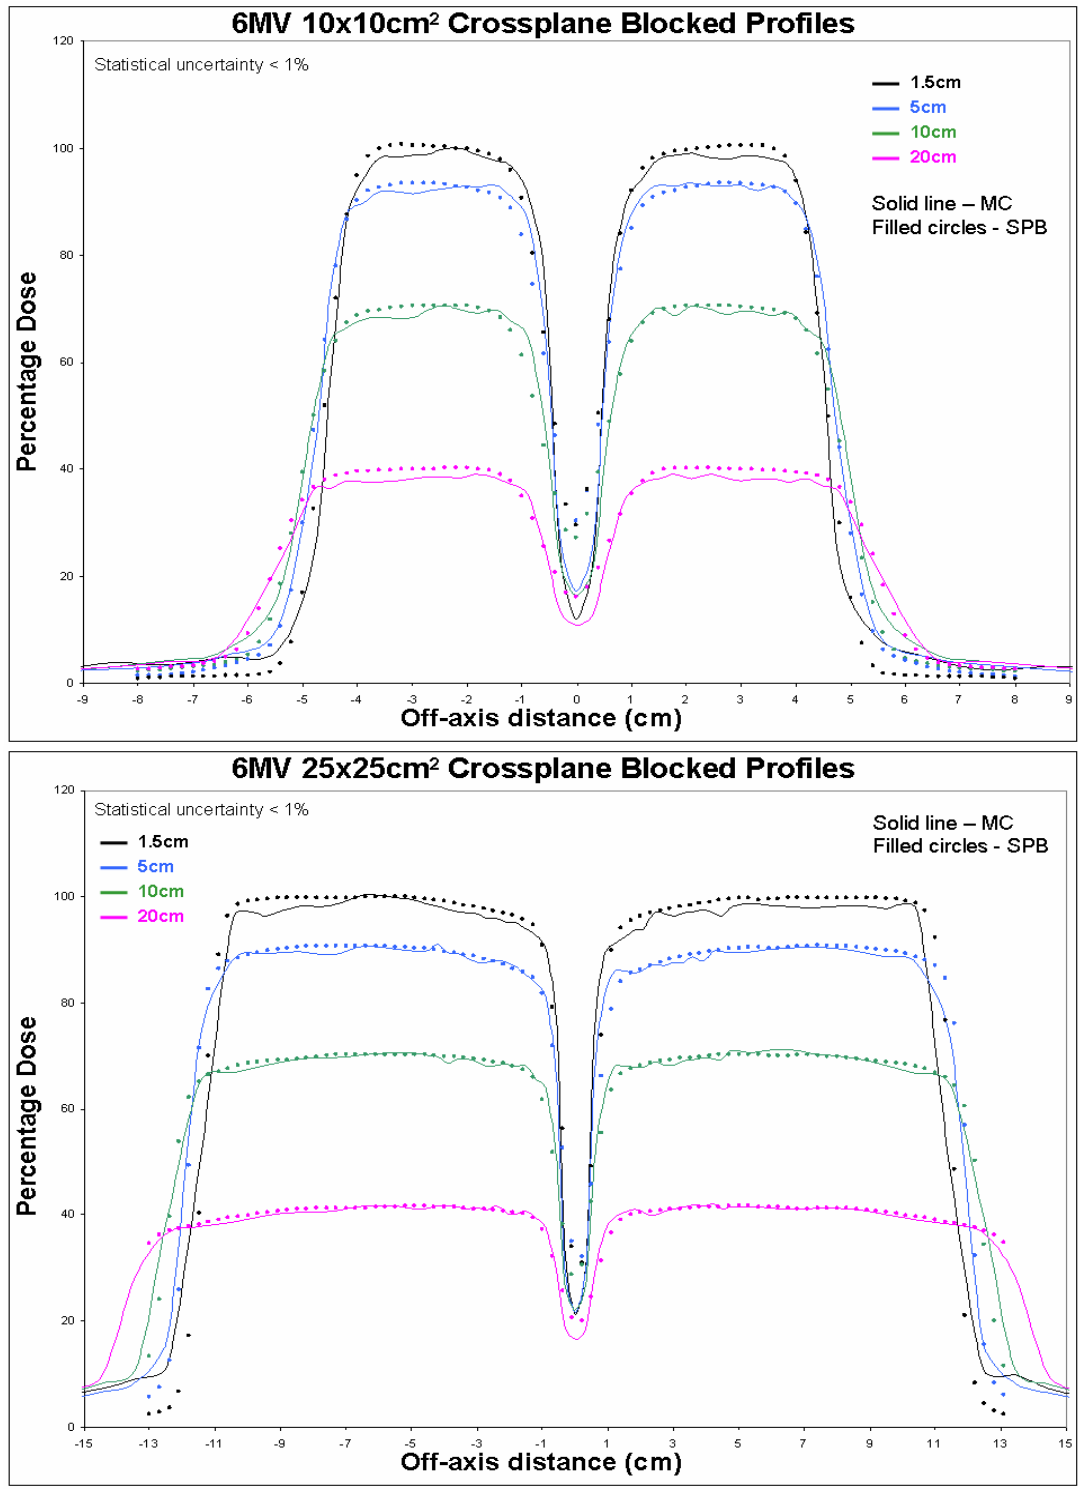 6MV 10x10cm² Crossplane Blocked Profiles
120
Statistical uncertainty < 1%
1.5cm
5cm
10cm
20cm
Solid line – MC
Filled circles - SPB
100
80
60
40
20
0
Percentage Dose
-9 -8 -7 -6 -5 -4 -3 -2 -1 0 1 2 3 4 5 6 7 8 9
Off-axis distance (cm)
6MV 25x25cm² Crossplane Blocked Profiles
120
Statistical uncertainty < 1%
Solid line – MC
Filled circles - SPB
1.5cm
5cm
10cm
20cm
100
80
60
40
20
0
Percentage Dose
-15 -13 -11 -9 -7 -5 -3 -1 1 3 5 7 9 11 13 15
Off-axis distance (cm)